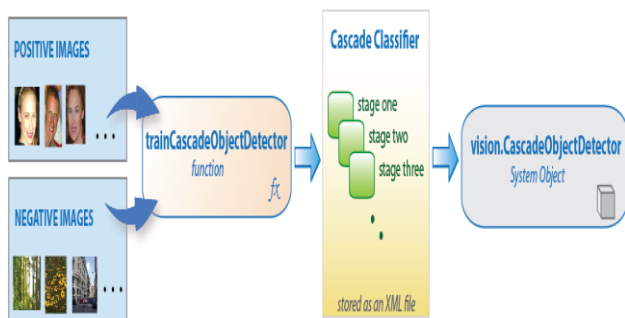 POSITIVE IMAGES
...
NEGATIVE IMAGES
...
trainCascadeObjectDetector
function
fx
Cascade Classifier
stage one
stage two
stage three
stored as an XML file
vision.CascadeObjectDetector
System Object